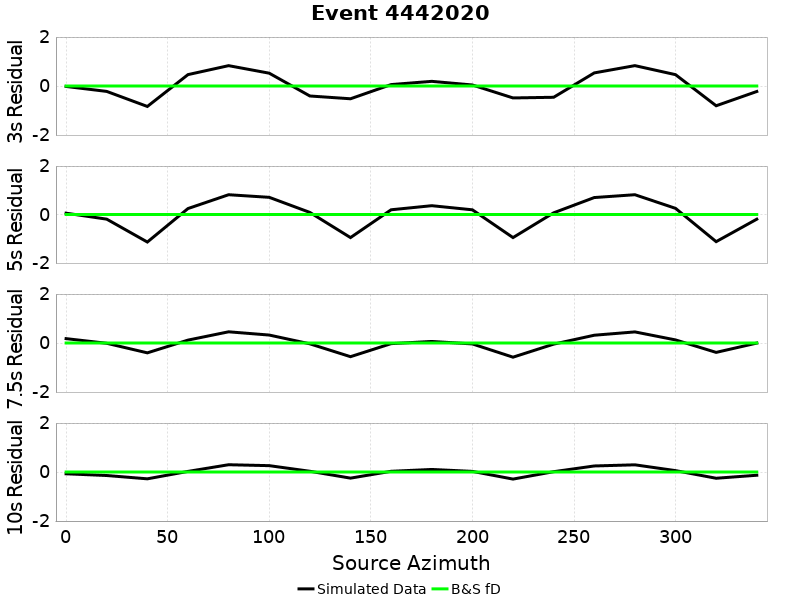 Event 4442020
3s Residual
2
0
-2
5s Residual
2
0
-2
7.5s Residual
2
0
-2
10s Residual
2
0
-2
0 50 100 150 200 250 300
Source Azimuth
Simulated Data B&S fD